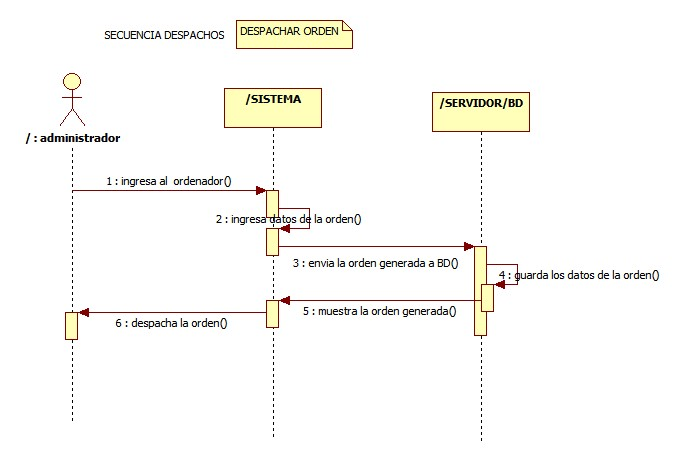 SECUENCIA DESPACHOS
DESPACHAR ORDEN
/SISTEMA
/SERVIDOR/BD
/ : administrador
1 : ingresa al  ordenador()
2 : ingresa datos de la orden()
3 : envia la orden generada a BD()
4 : guarda los datos de la orden()
5 : muestra la orden generada()
6 : despacha la orden()